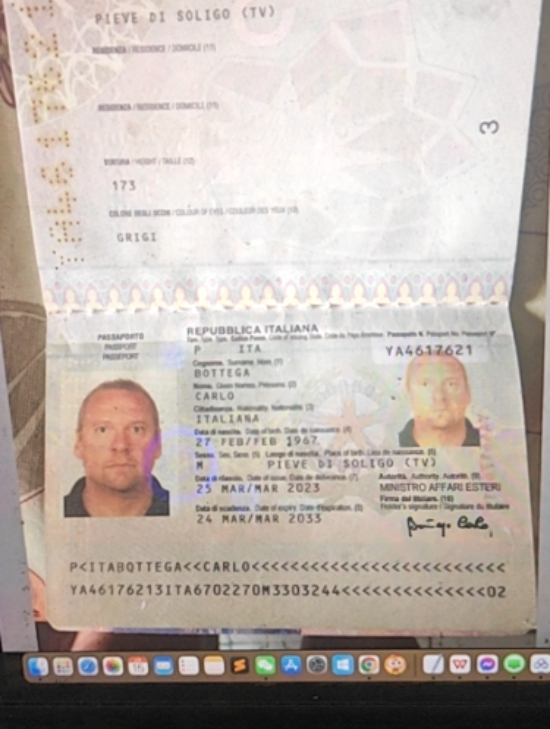 PIEVE DI SOLIGO (TV)
RESIDENZA / RESIDENCE / DOMICILE (11)
RESIDENZA / RESIDENCE / DOMICILE (11)
STATURA / HEIGHT / TAILLE (12)
173
COLORE DEGLI OCCHI / COLOUR OF EYES / COULEUR DES YEUX (13)
GRIGI
3
PASSAPORTO
PASSPORT
PASSEPORT
REPUBBLICA ITALIANA
P ITA YA4617621
Cognome. Surname. Nom. (1)
BOTTEGA
Nome. Given Names. Prénoms. (2)
CARLO
Cittadinanza. Nationality. Nationalité. (3)
ITALIANA
Data di nascita. Date of birth. Date de naissance. (4)
27 FEB/FEB 1967
Sesso. Sex. Sexe. (5) Luogo di nascita. Place of birth. Lieu de naissance. (6)
M PIEVE DI SOLIGO (TV)
Data di rilascio. Date of issue. Date de délivrance. (7) Autorità. Authority. Autorité. (9)
25 MAR/MAR 2023 MINISTRO AFFARI ESTERI
Data di scadenza. Date of expiry. Date d'expiration. (8) Firma del titolare. (10)
Holder's signature / Signature du titulaire
24 MAR/MAR 2033
P<ITABOTTEGA<<CARLO<<<<<<<<<<<<<<<<<<<<<<<<<
YA46176213ITA6702270M3303244<<<<<<<<<<<<<<02